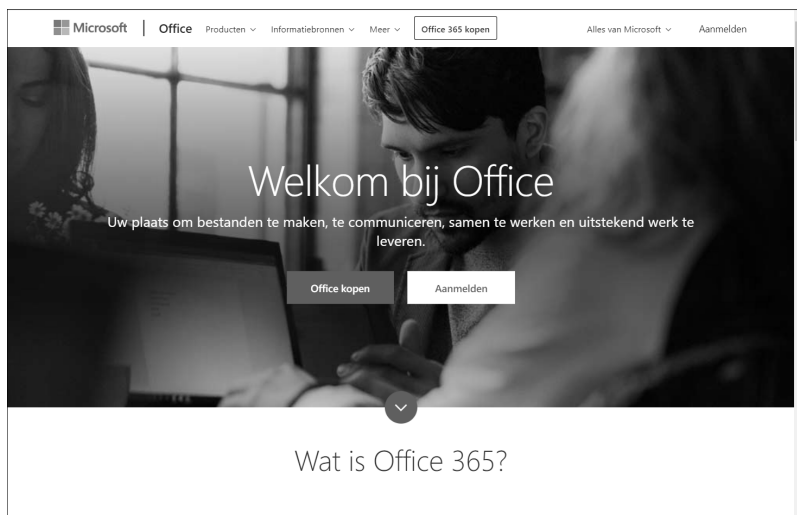 Microsoft Office Producten Informatiebronnen Meer Office 365 kopen Alles van Microsoft Aanmelden
Welkom bij Office
Uw plaats om bestanden te maken, te communiceren, samen te werken en uitstekend werk te
leveren.
Office kopen Aanmelden
Wat is Office 365?